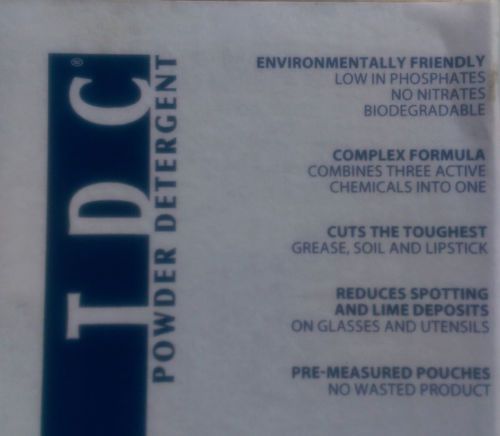 TDC®
POWDER DETERGENT
ENVIRONMENTALLY FRIENDLY
LOW IN PHOSPHATES
NO NITRATES
BIODEGRADABLE
COMPLEX FORMULA
COMBINES THREE ACTIVE
CHEMICALS INTO ONE
CUTS THE TOUGHEST
GREASE, SOIL AND LIPSTICK
REDUCES SPOTTING
AND LIME DEPOSITS
ON GLASSES AND UTENSILS
PRE-MEASURED POUCHES
NO WASTED PRODUCT